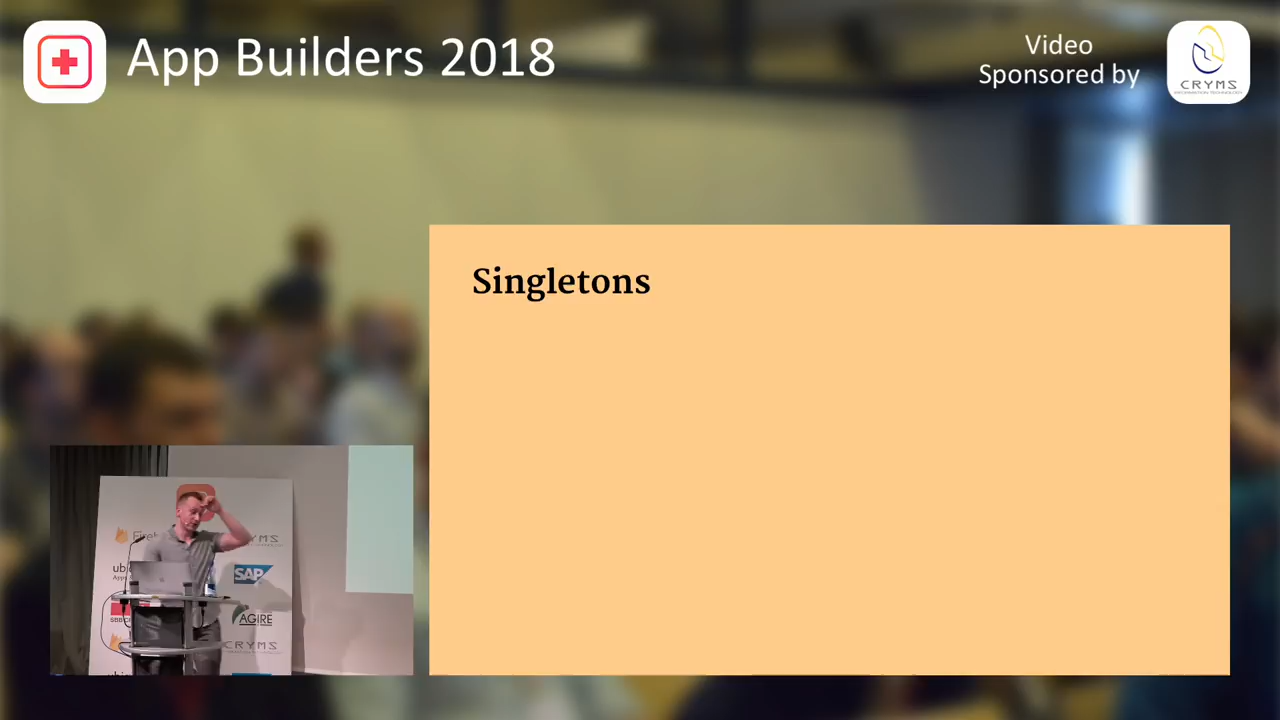 App Builders 2018
Video
Sponsored by
CRYMS
Singletons
SAP
AGIRE
CRYMS